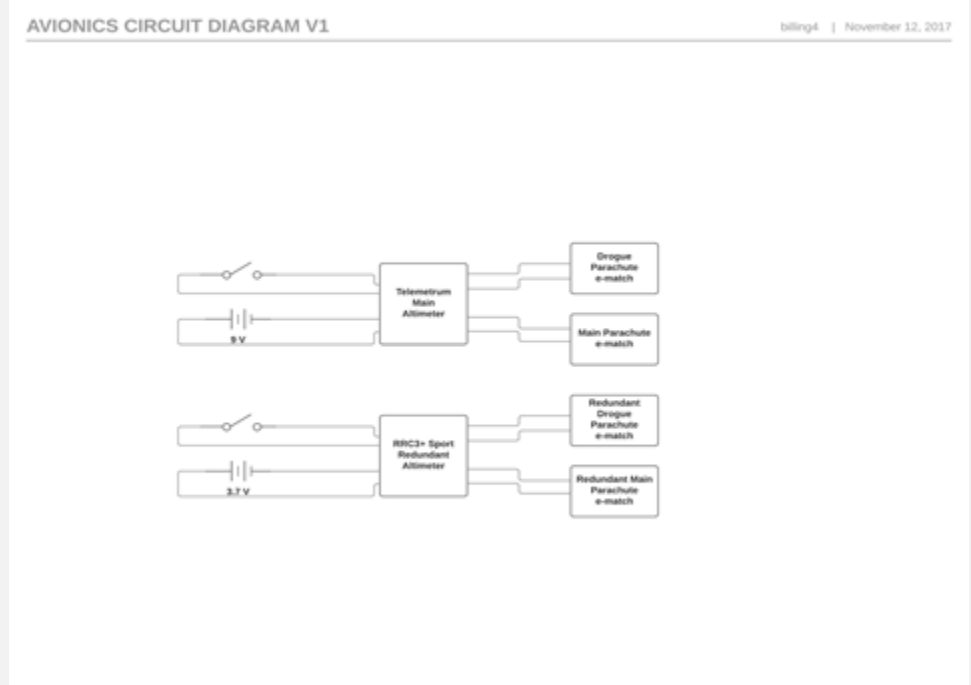 AVIONICS CIRCUIT DIAGRAM V1
billing4 | November 12, 2017
Drogue
Parachute
e-match
Telemetrum
Main
Altimeter
Main Parachute
e-match
9 V
Redundant
Drogue
Parachute
e-match
RRC3+ Sport
Redundant
Altimeter
Redundant Main
Parachute
e-match
3.7 V